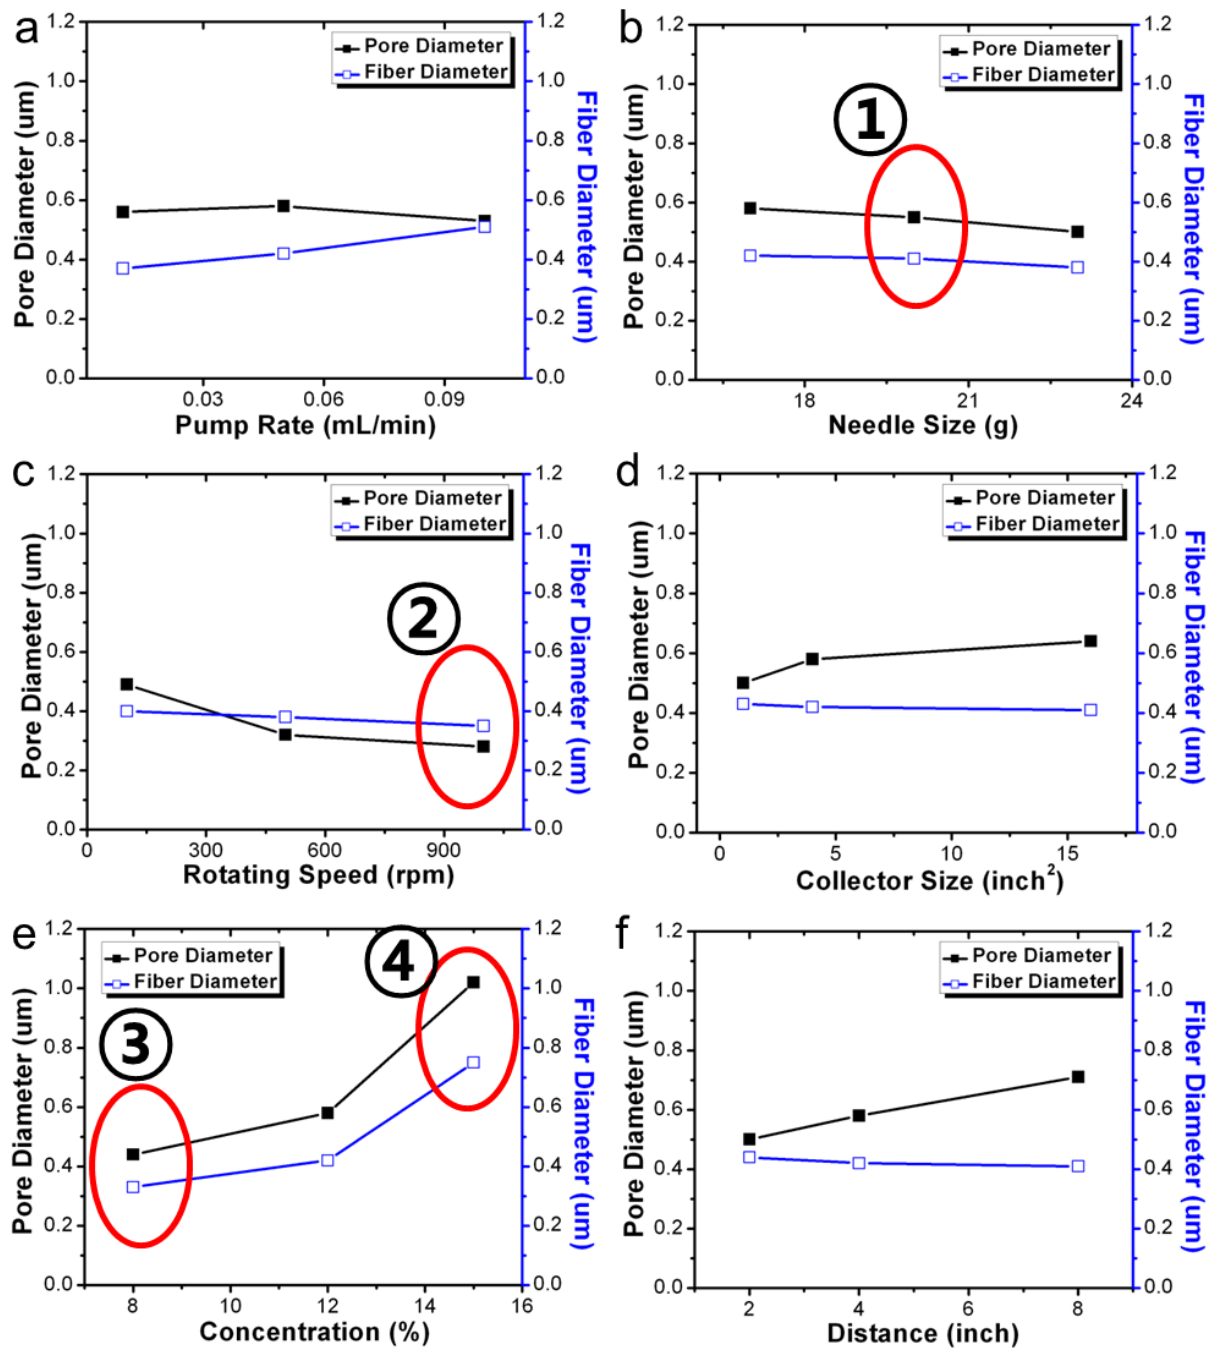 a
Pore Diameter
Fiber Diameter
1.2
1.0
0.8
0.6
0.4
0.2
0.0
Pore Diameter (um)
1.2
1.0
0.8
0.6
0.4
0.2
0.0
Fiber Diameter (um)
0.03 0.06 0.09
Pump Rate (mL/min)
b
Pore Diameter
Fiber Diameter
1
1.2
1.0
0.8
0.6
0.4
0.2
0.0
Pore Diameter (um)
1.2
1.0
0.8
0.6
0.4
0.2
0.0
Fiber Diameter (um)
18 21 24
Needle Size (g)
c
Pore Diameter
Fiber Diameter
2
1.2
1.0
0.8
0.6
0.4
0.2
0.0
Pore Diameter (um)
1.2
1.0
0.8
0.6
0.4
0.2
0.0
Fiber Diameter (um)
0 300 600 900
Rotating Speed (rpm)
d
Pore Diameter
Fiber Diameter
1.2
1.0
0.8
0.6
0.4
0.2
0.0
Pore Diameter (um)
1.2
1.0
0.8
0.6
0.4
0.2
0.0
Fiber Diameter (um)
0 5 10 15
Collector Size (inch²)
e
Pore Diameter
Fiber Diameter
4
3
1.2
1.0
0.8
0.6
0.4
0.2
0.0
Pore Diameter (um)
1.2
1.0
0.8
0.6
0.4
0.2
0.0
Fiber Diameter (um)
8 10 12 14 16
Concentration (%)
f
Pore Diameter
Fiber Diameter
1.2
1.0
0.8
0.6
0.4
0.2
0.0
Pore Diameter (um)
1.2
1.0
0.8
0.6
0.4
0.2
0.0
Fiber Diameter (um)
2 4 6 8
Distance (inch)